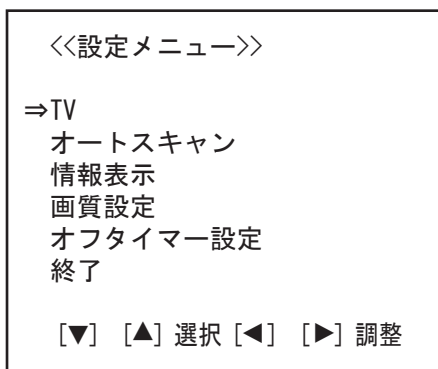 <<設定メニュー>>
⇒TV
オートスキャン
情報表示
画質設定
オフタイマー設定
終了
[▼] [▲] 選択 [◀] [▶] 調整